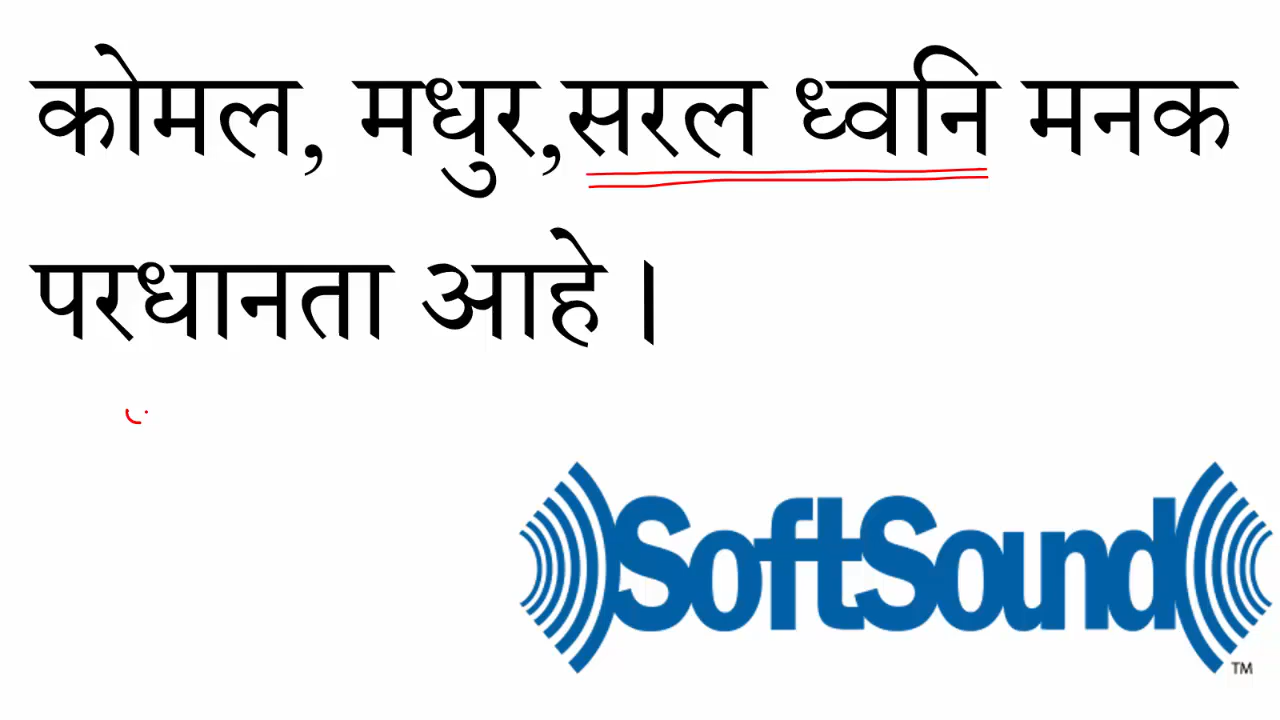 कोमल, मधुर,सरल ध्वनि मनक
परधानता आहे ।
SoftSound
TM